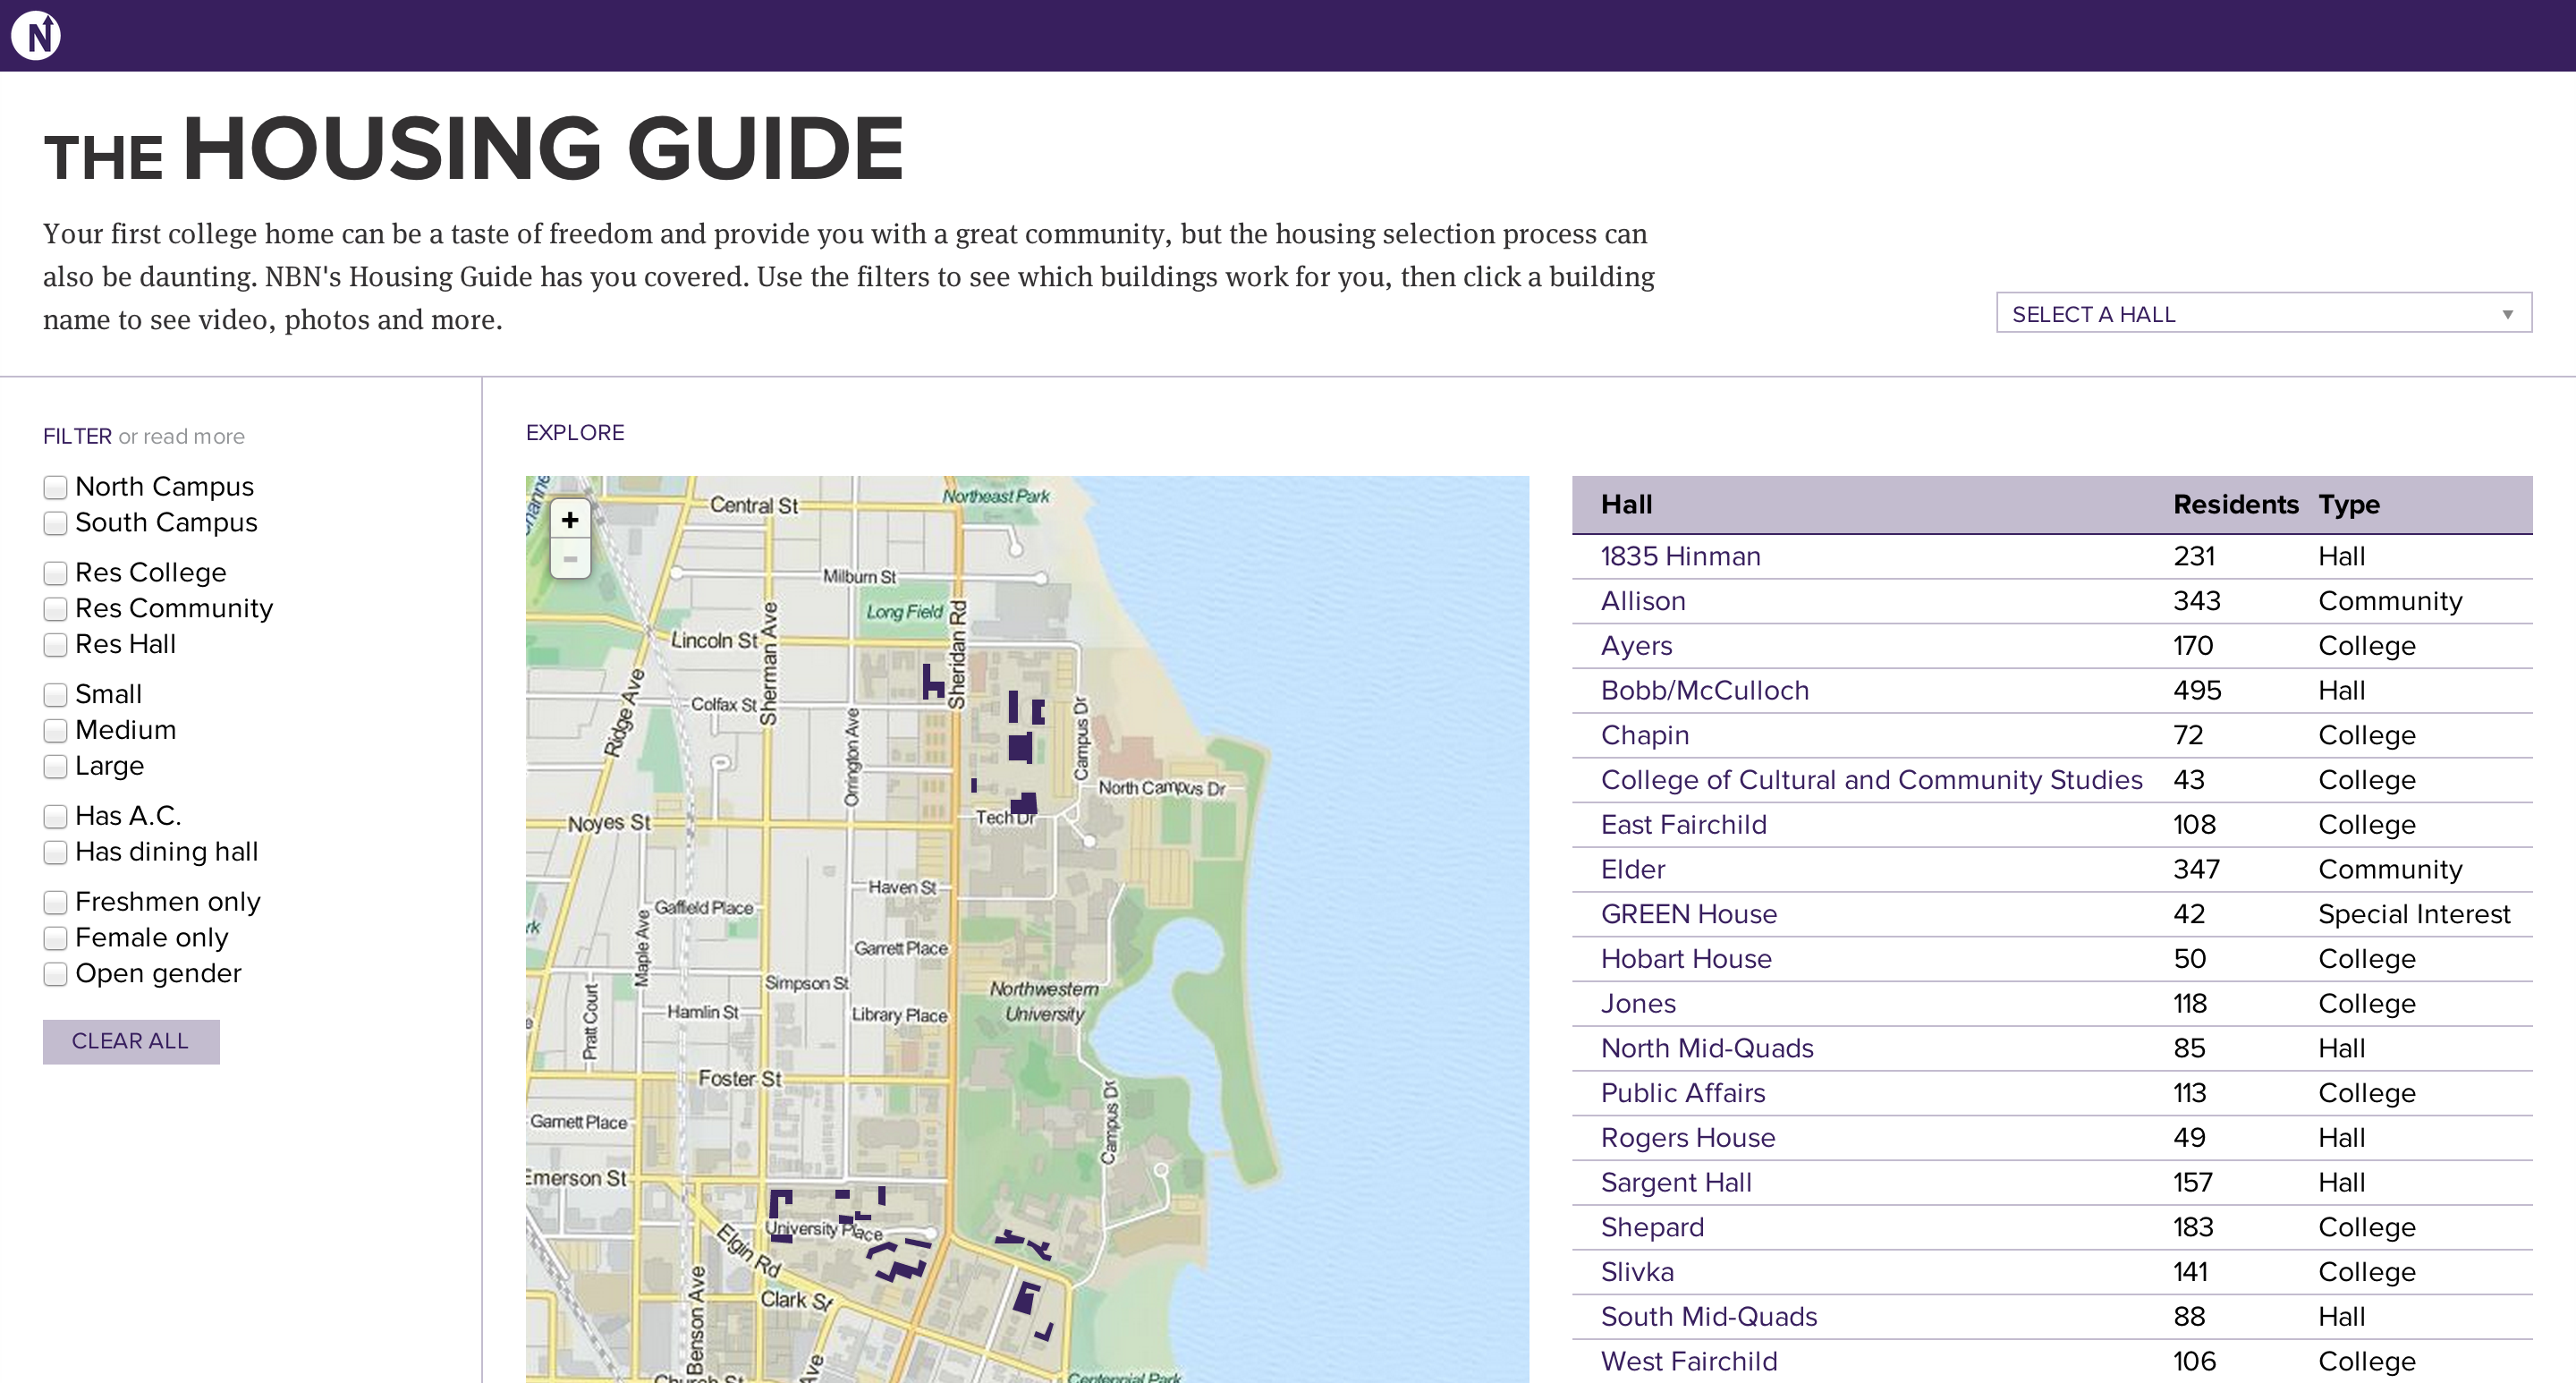 N
THE HOUSING GUIDE
Your first college home can be a taste of freedom and provide you with a great community, but the housing selection process can
also be daunting. NBN's Housing Guide has you covered. Use the filters to see which buildings work for you, then click a building
name to see video, photos and more.
SELECT A HALL
FILTER or read more
North Campus
South Campus
Res College
Res Community
Res Hall
Small
Medium
Large
Has A.C.
Has dining hall
Freshmen only
Female only
Open gender
CLEAR ALL
EXPLORE
+
-
Central St
Northeast Park
Milburn St
Long Field
Sheridan Rd
Sherman Ave
Lincoln St
Ridge Ave
Colfax St
Orrington Ave
Campus Dr
North Campus Dr
Noyes St
Tech Dr
Haven St
Gaffield Place
Maple Ave
Garrett Place
Simpson St
Northwestern
University
Pratt Court
Hamlin St
Library Place
Foster St
Campus Dr
Garnett Place
Emerson St
University Place
Elgin Rd
Clark St
Benson Ave
Ave
Church St
Centennial Park
Hall Residents Type
1835 Hinman 231 Hall
Allison 343 Community
Ayers 170 College
Bobb/McCulloch 495 Hall
Chapin 72 College
College of Cultural and Community Studies 43 College
East Fairchild 108 College
Elder 347 Community
GREEN House 42 Special Interest
Hobart House 50 College
Jones 118 College
North Mid-Quads 85 Hall
Public Affairs 113 College
Rogers House 49 Hall
Sargent Hall 157 Hall
Shepard 183 College
Slivka 141 College
South Mid-Quads 88 Hall
West Fairchild 106 College